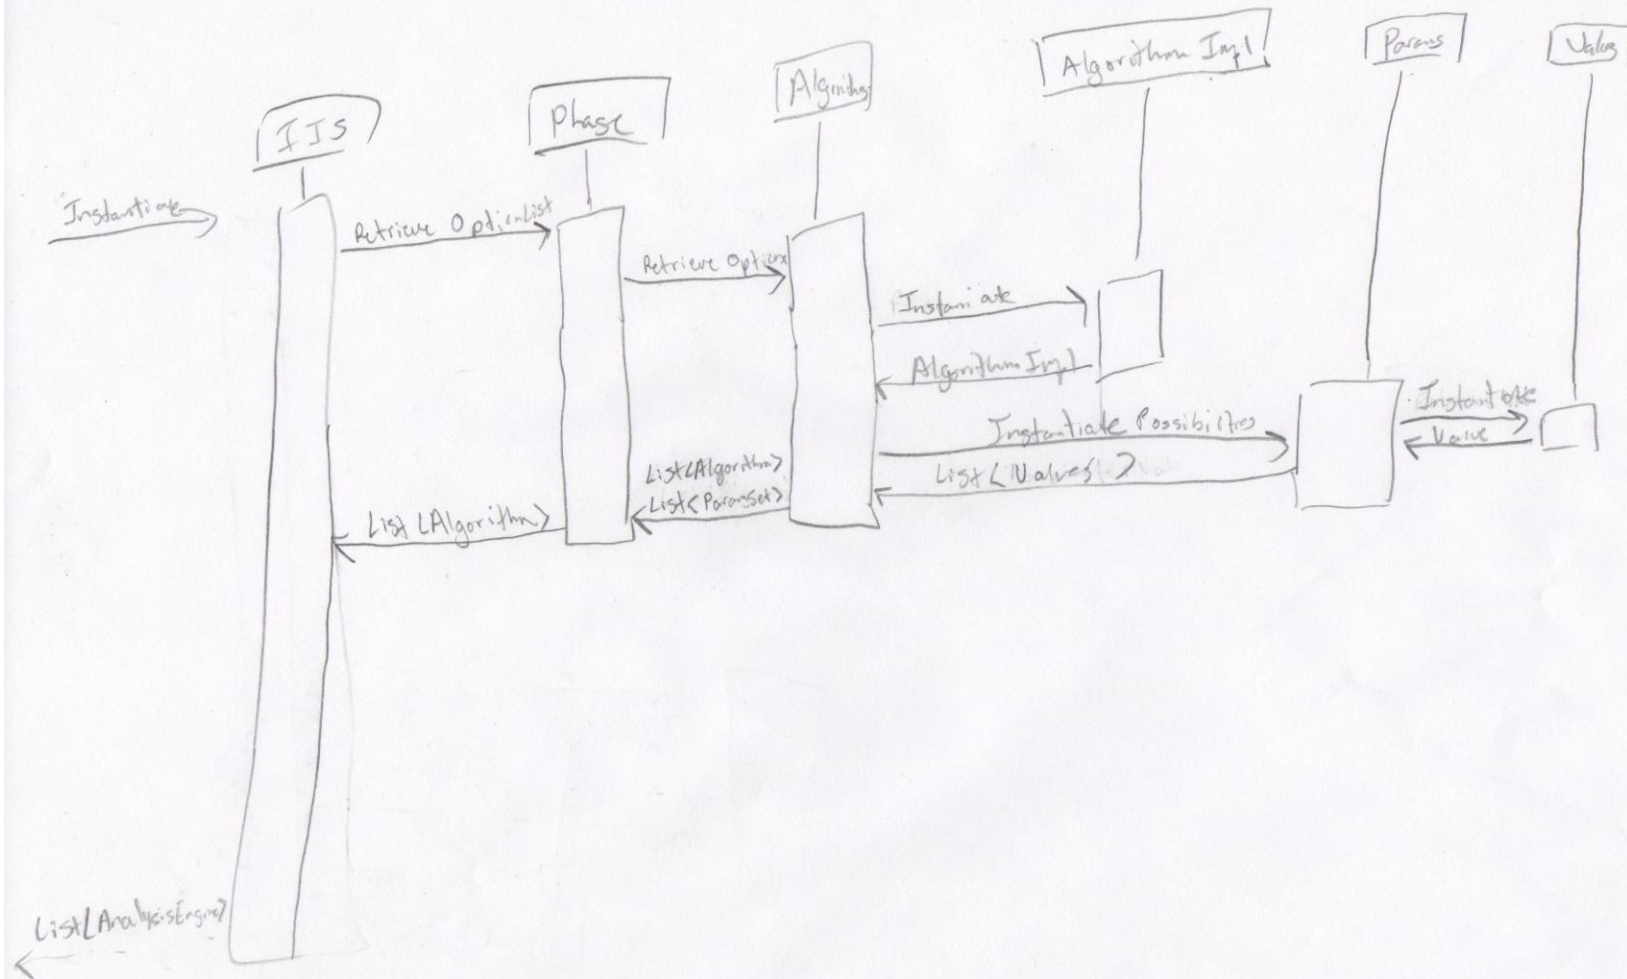 IIS
Phase
Algorithm
Algorithm Impl
Params
Value
Instantiate
Retrieve OptionList
Retrieve Options
Instaniate
AlgorithmImpl
Instantiate Possibilities
Instantiate
Value
List<Values>
List<Algorithm>
List<ParamSet>
List<Algorithm>
List<AnalysisEngine>